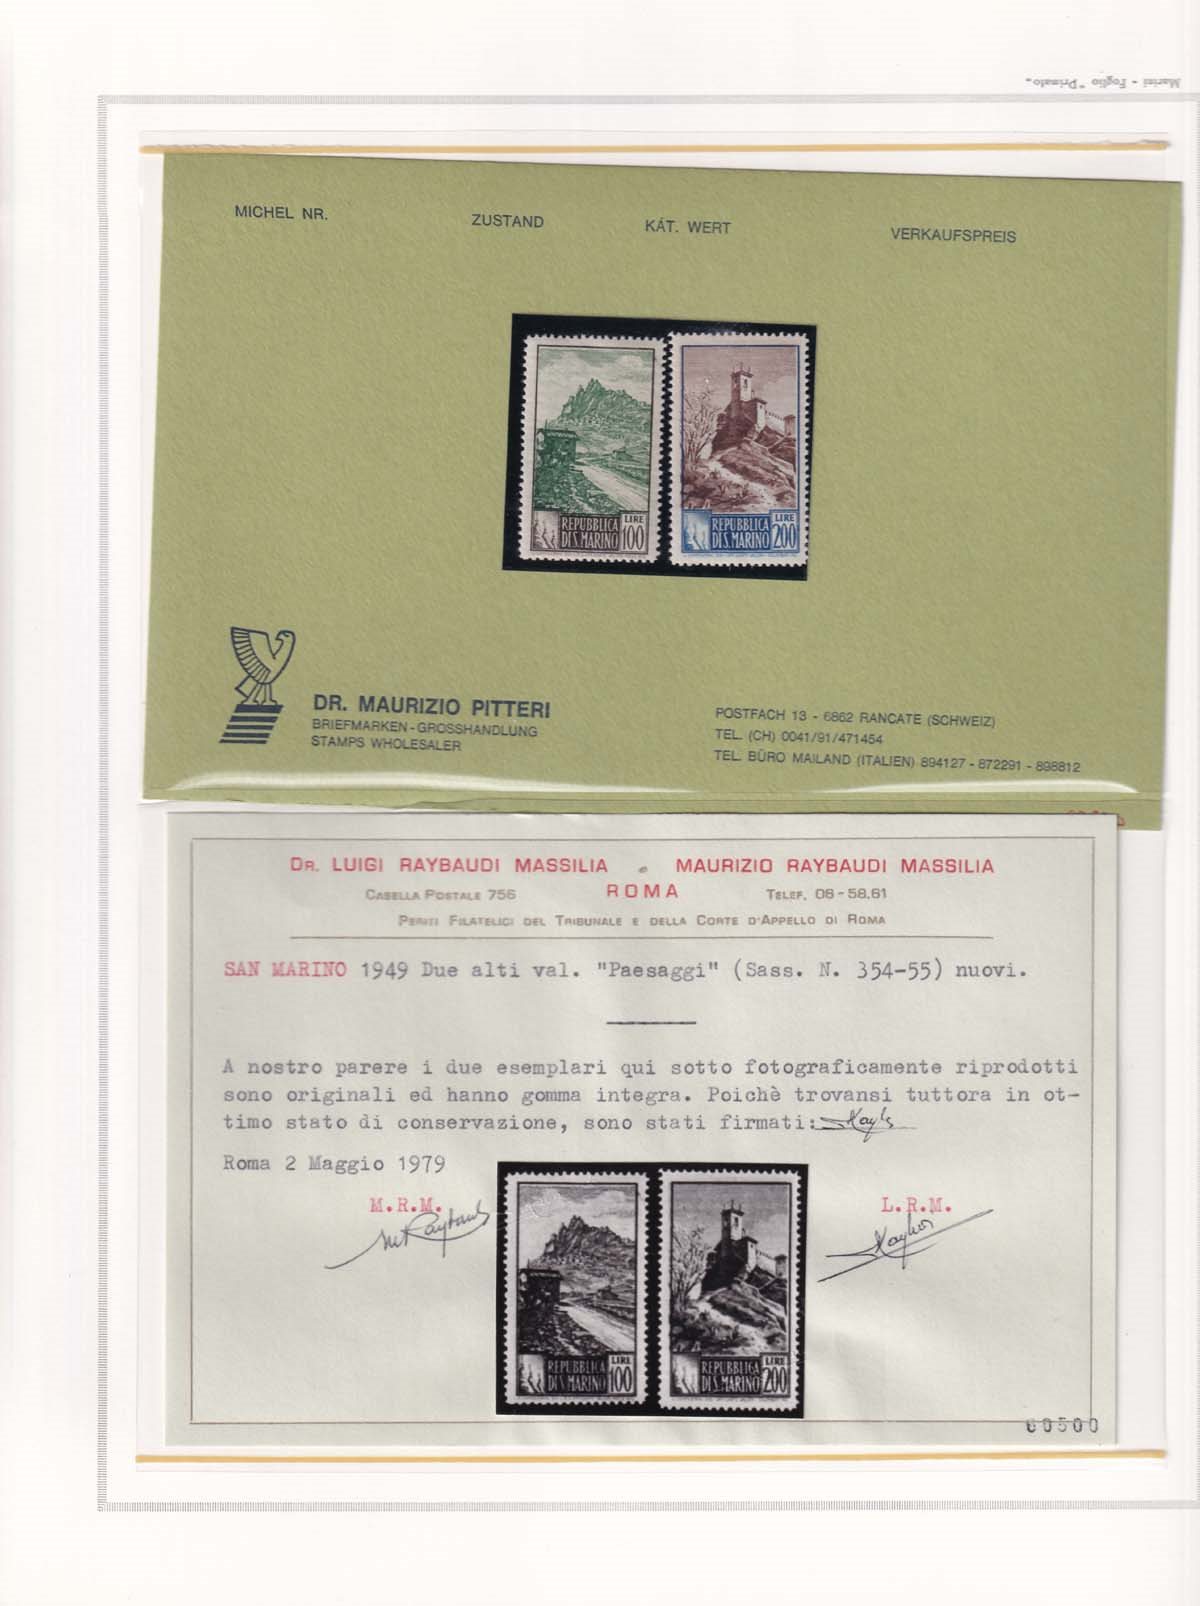 Marini - Foglio "Primato"
MICHEL NR. ZUSTAND KAT. WERT VERKAUFSPREIS
REPUBBLICA DI S. MARINO LIRE 100
REPUBBLICA DI S. MARINO LIRE 200
DR. MAURIZIO PITTERI
BRIEFMARKEN-GROSSHANDLUNG
STAMPS WHOLESALER
POSTFACH 13 - 6862 RANCATE (SCHWEIZ)
TEL. (CH) 0041/91/471454
TEL. BÜRO MAILAND (ITALIEN) 894127 - 872291 - 898812
DR. LUIGI RAYBAUDI MASSILIA • MAURIZIO RAYBAUDI MASSILIA
CASELLA POSTALE 756 ROMA TELEF. 06-58.61
PERITI FILATELICI DEL TRIBUNALE E DELLA CORTE D'APPELLO DI ROMA
SAN MARINO 1949 Due alti val. "Paesaggi" (Sass. N. 354-55) nuovi.
A nostro parere i due esemplari qui sotto fotograficamente riprodotti
sono originali ed hanno gomma integra. Poichè trovansi tuttora in ot-
timo stato di conservazione, sono stati firmati:
Roma 2 Maggio 1979
M.R.M. L.R.M.
REPUBBLICA DI S. MARINO LIRE 100
REPUBBLICA DI S. MARINO LIRE 200
60500